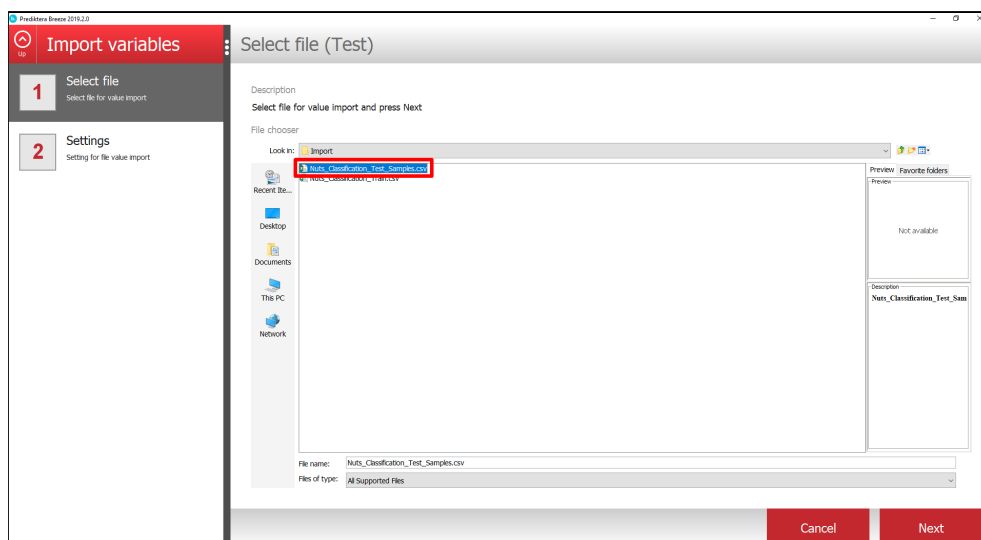 Prediktera Breeze 2019.2.0
Up
Import variables
Select file (Test)
1
Select file
Select file for value import
2
Settings
Setting for file value import
Description
Select file for value import and press Next
File chooser
Look in:
Import
Recent Ite...
Desktop
Documents
This PC
Network
Nuts_Classification_Test_Samples.csv
Nuts_Classification_Train.csv
Preview
Favorite folders
Preview
Not available
Description
Nuts_Classification_Test_Sam
File name:
Nuts_Classification_Test_Samples.csv
Files of type:
All Supported Files
Cancel
Next